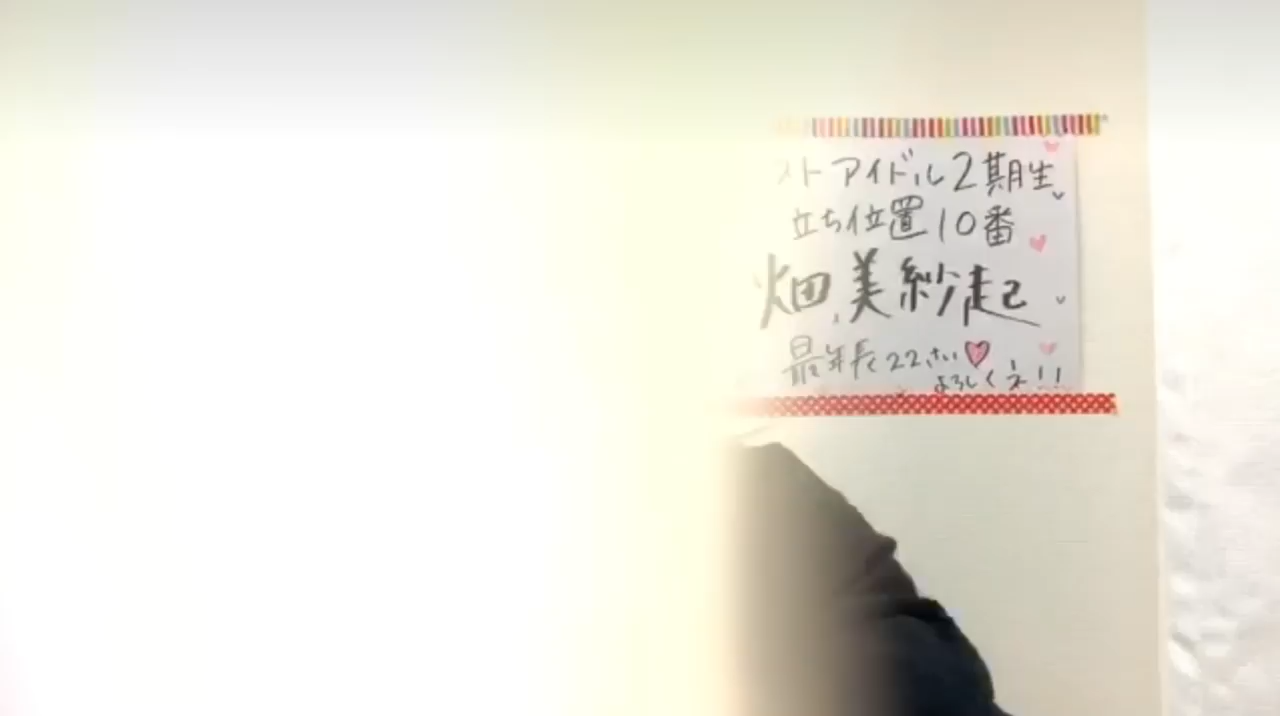 ストアイドル2期生
立ち位置10番
畑美紗起
最年長22さい
よろしくネ!!